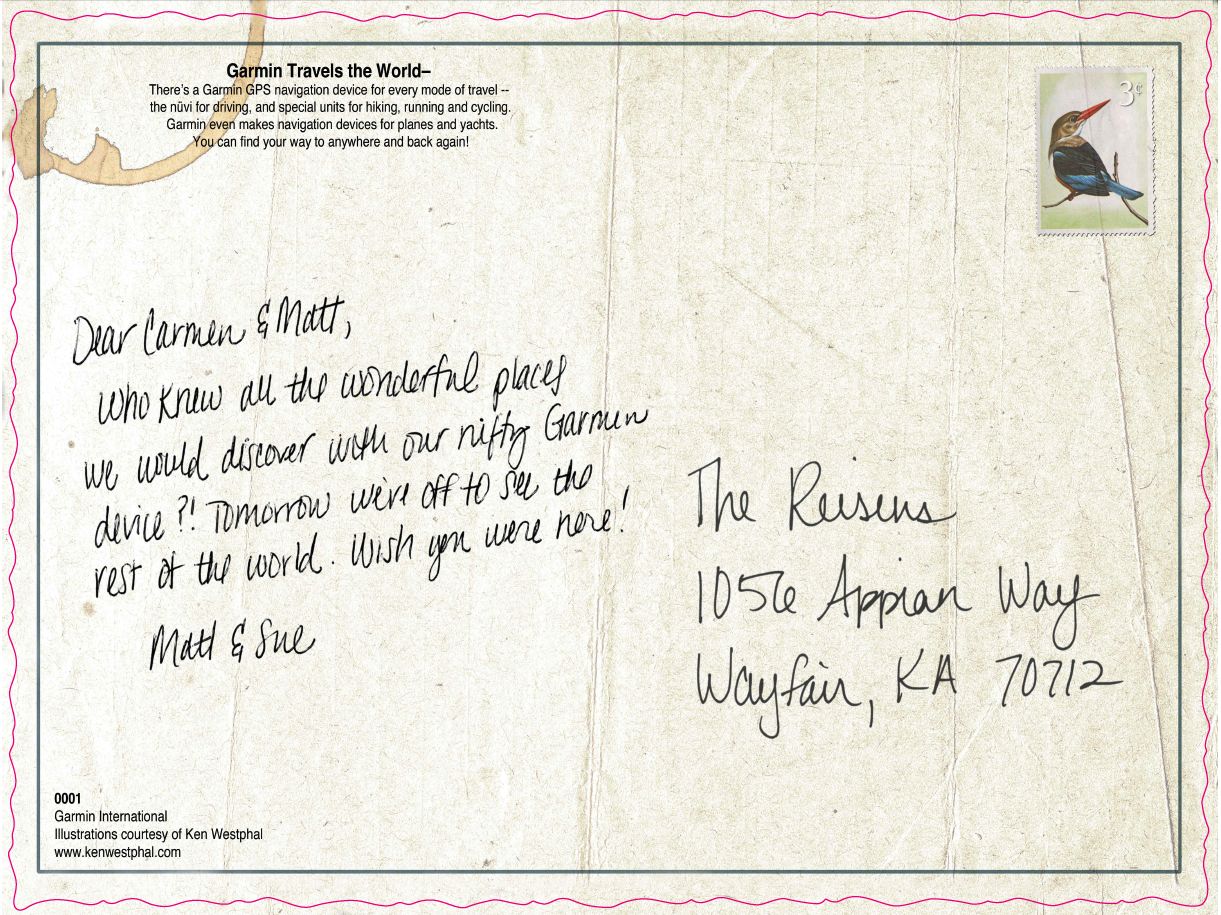 Garmin Travels the World–
There's a Garmin GPS navigation device for every mode of travel --
the nüvi for driving, and special units for hiking, running and cycling.
Garmin even makes navigation devices for planes and yachts.
You can find your way to anywhere and back again!
3¢
Dear Carmen & Matt,
Who knew all the wonderful places
we would discover with our nifty Garmen
device?! Tomorrow we're off to see the
rest of the world. Wish you were here!
Matt & Sue
The Reisens
1056 Appian Way
Wayfair, KA 70712
0001
Garmin International
Illustrations courtesy of Ken Westphal
www.kenwestphal.com